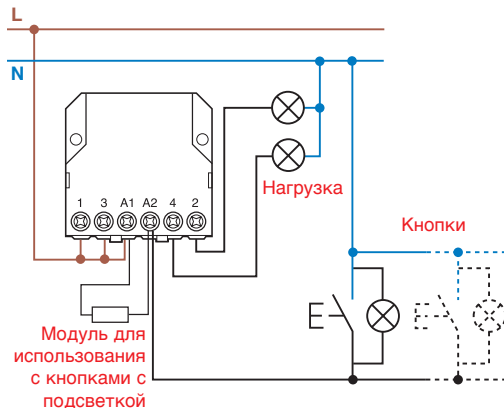 L
N
1 3 A1 A2 4 2
Нагрузка
Кнопки
Модуль для
использования
с кнопками с
подсветкой